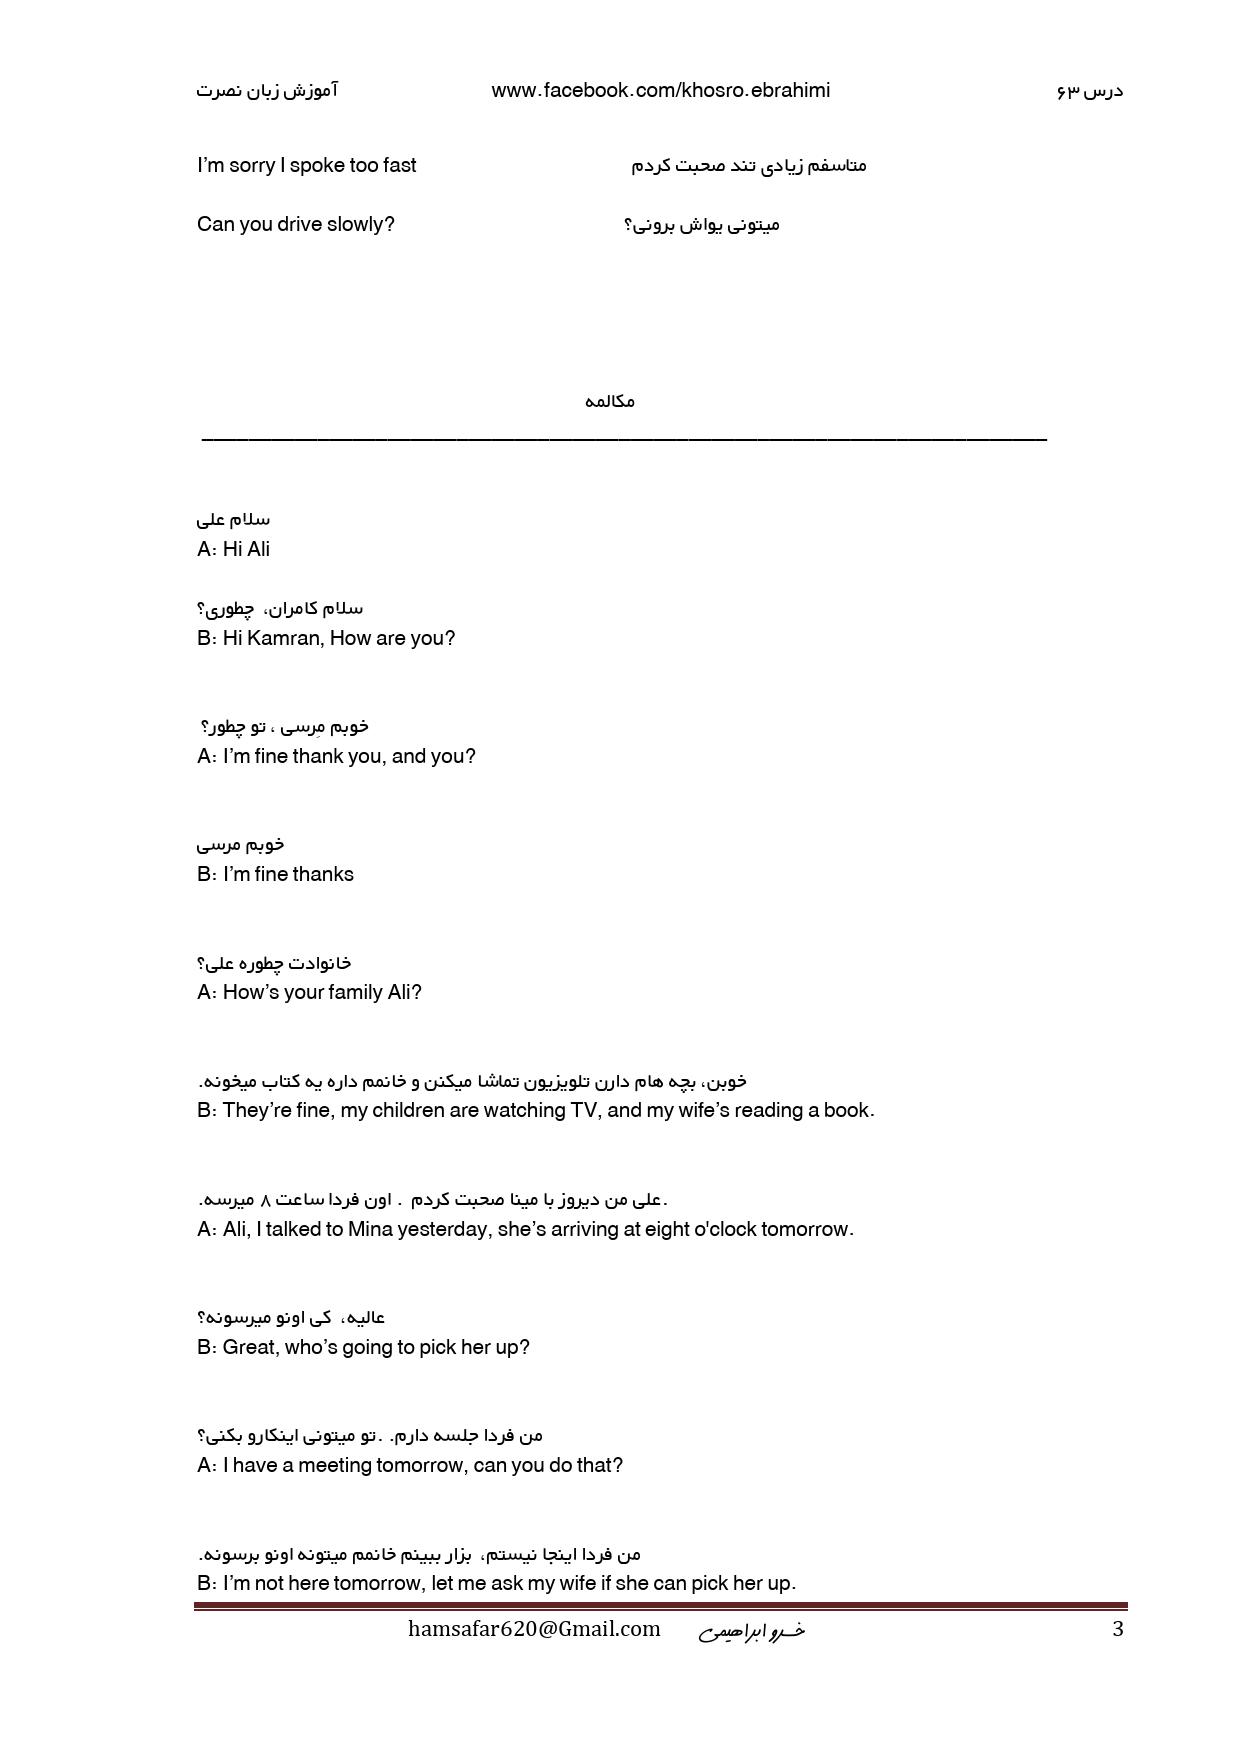 آموزش زبان نصرت www.facebook.com/khosro.ebrahimi درس ۶۳
I’m sorry I spoke too fast متاسفم زیادی تند صحبت کردم
Can you drive slowly? میتونی یواش برونی؟
مکالمه
سلام علی
A: Hi Ali
سلام کامران، چطوری؟
B: Hi Kamran, How are you?
خوبم مِرسی ، تو چطور؟
A: I’m fine thank you, and you?
خوبم مرسی
B: I’m fine thanks
خانوادت چطوره علی؟
A: How’s your family Ali?
خوبن، بچه هام دارن تلویزیون تماشا میکنن و خانمم داره یه کتاب میخونه.
B: They’re fine, my children are watching TV, and my wife’s reading a book.
.علی من دیروز با مینا صحبت کردم . اون فردا ساعت ۸ میرسه.
A: Ali, I talked to Mina yesterday, she’s arriving at eight o'clock tomorrow.
عالیه، کی اونو میرسونه؟
B: Great, who’s going to pick her up?
من فردا جلسه دارم. .تو میتونی اینکارو بکنی؟
A: I have a meeting tomorrow, can you do that?
من فردا اینجا نیستم، بزار ببینم خانمم میتونه اونو برسونه.
B: I’m not here tomorrow, let me ask my wife if she can pick her up.
hamsafar620@Gmail.com خسرو ابراهیمی 3